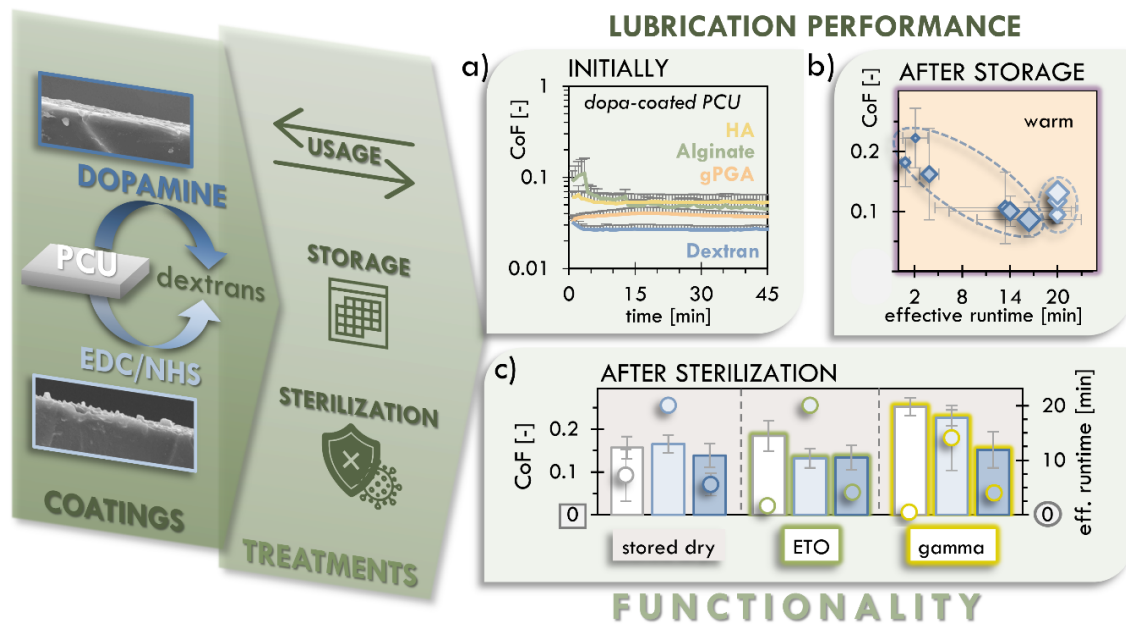 LUBRICATION PERFORMANCE
DOPAMINE
PCU
dextrans
EDC/NHS
COATINGS
USAGE
STORAGE
STERILIZATION
TREATMENTS
a)
INITIALLY
dopa-coated PCU
HA
Alginate
gPGA
Dextran
CoF [-]
1
0.1
0.01
0
15
30
45
time [min]
b)
AFTER STORAGE
warm
CoF [-]
0.2
0.1
2
8
14
20
effective runtime [min]
c)
AFTER STERILIZATION
CoF [-]
0.2
0.1
0
20
10
0
eff. runtime [min]
stored dry
ETO
gamma
FUNCTIONALITY